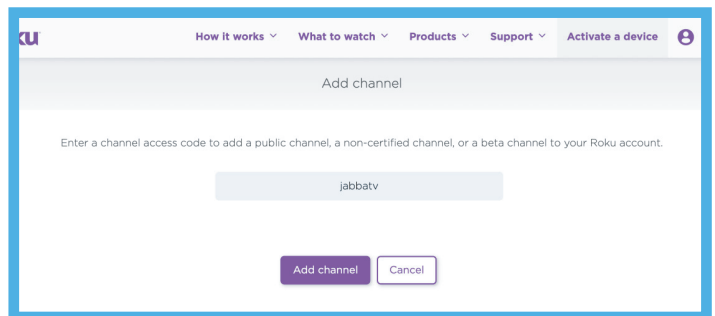 How it works What to watch Products Support Activate a device
Add channel
Enter a channel access code to add a public channel, a non-certified channel, or a beta channel to your Roku account.
jabbatv
Add channel Cancel